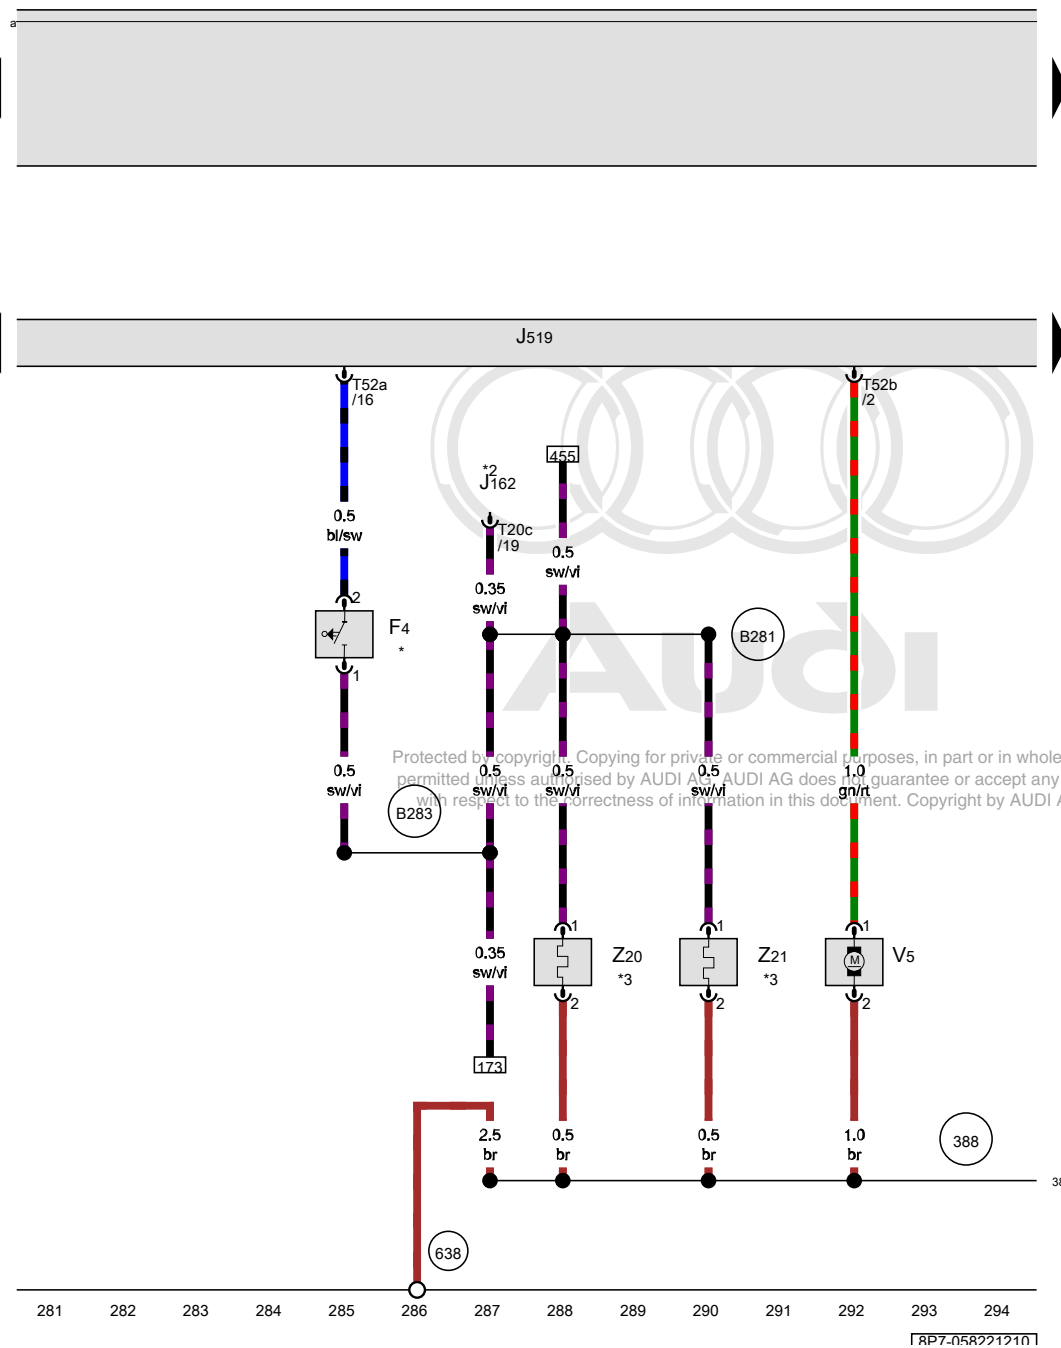 a
J519
T52a
/16
T52b
/2
455
*2
J162
T20c
/19
0.5
bl/sw
0.5
sw/vi
0.35
sw/vi
2
F4
*
1
B281
Audi
Protected by copyright. Copying for private or commercial purposes, in part or in whole
permitted unless authorised by AUDI AG. AUDI AG does not guarantee or accept any
with respect to the correctness of information in this document. Copyright by AUDI A
0.5
sw/vi
0.5
sw/vi
0.5
sw/vi
0.5
sw/vi
1.0
gn/rt
B283
1
1
1
0.35
sw/vi
Z20
*3
Z21
*3
M
V5
2
2
2
173
2.5
br
0.5
br
0.5
br
1.0
br
388
38
638
281 282 283 284 285 286 287 288 289 290 291 292 293 294
8P7-058221210